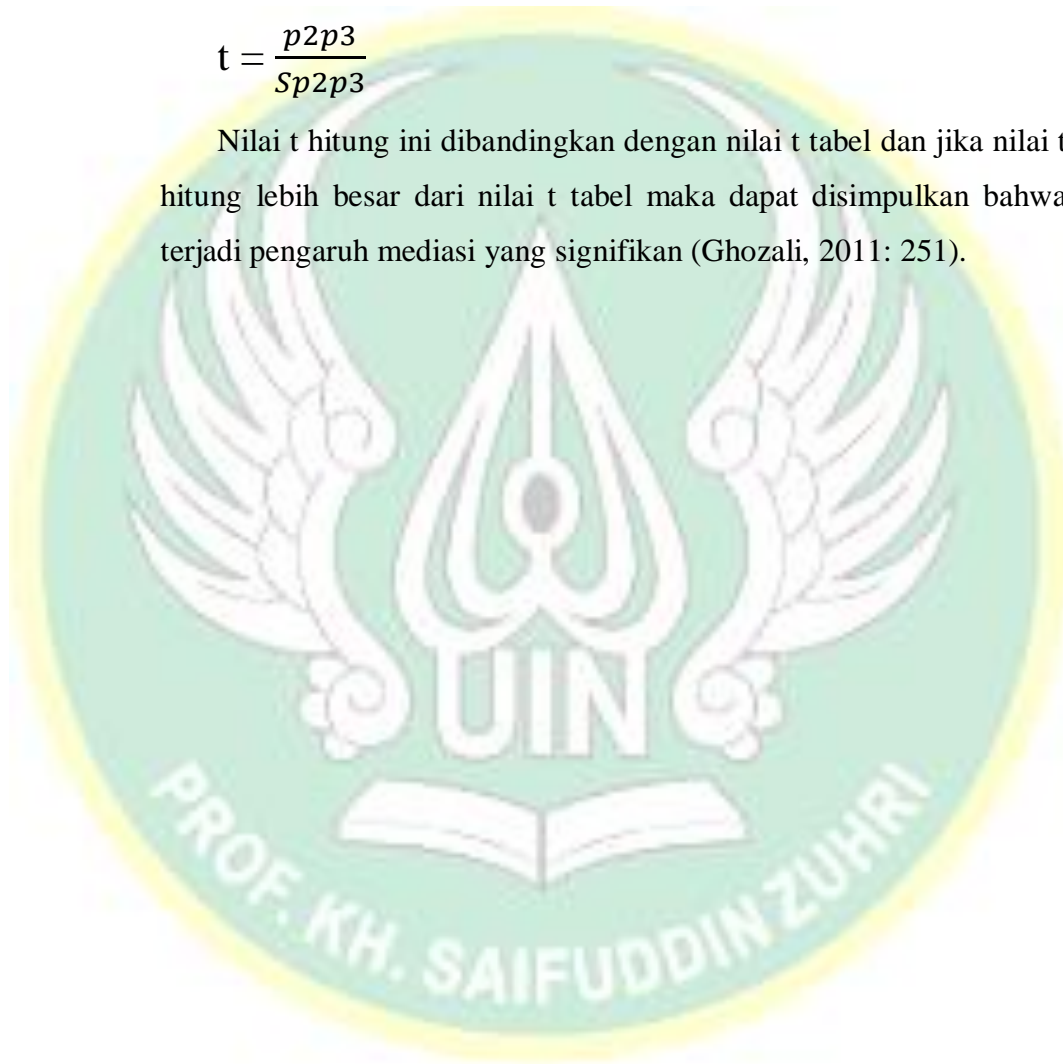 t = p2p3 / Sp2p3
Nilai t hitung ini dibandingkan dengan nilai t tabel dan jika nilai t
hitung lebih besar dari nilai t tabel maka dapat disimpulkan bahwa
terjadi pengaruh mediasi yang signifikan (Ghozali, 2011: 251).
UIN
PROF. KH. SAIFUDDIN ZUHRI